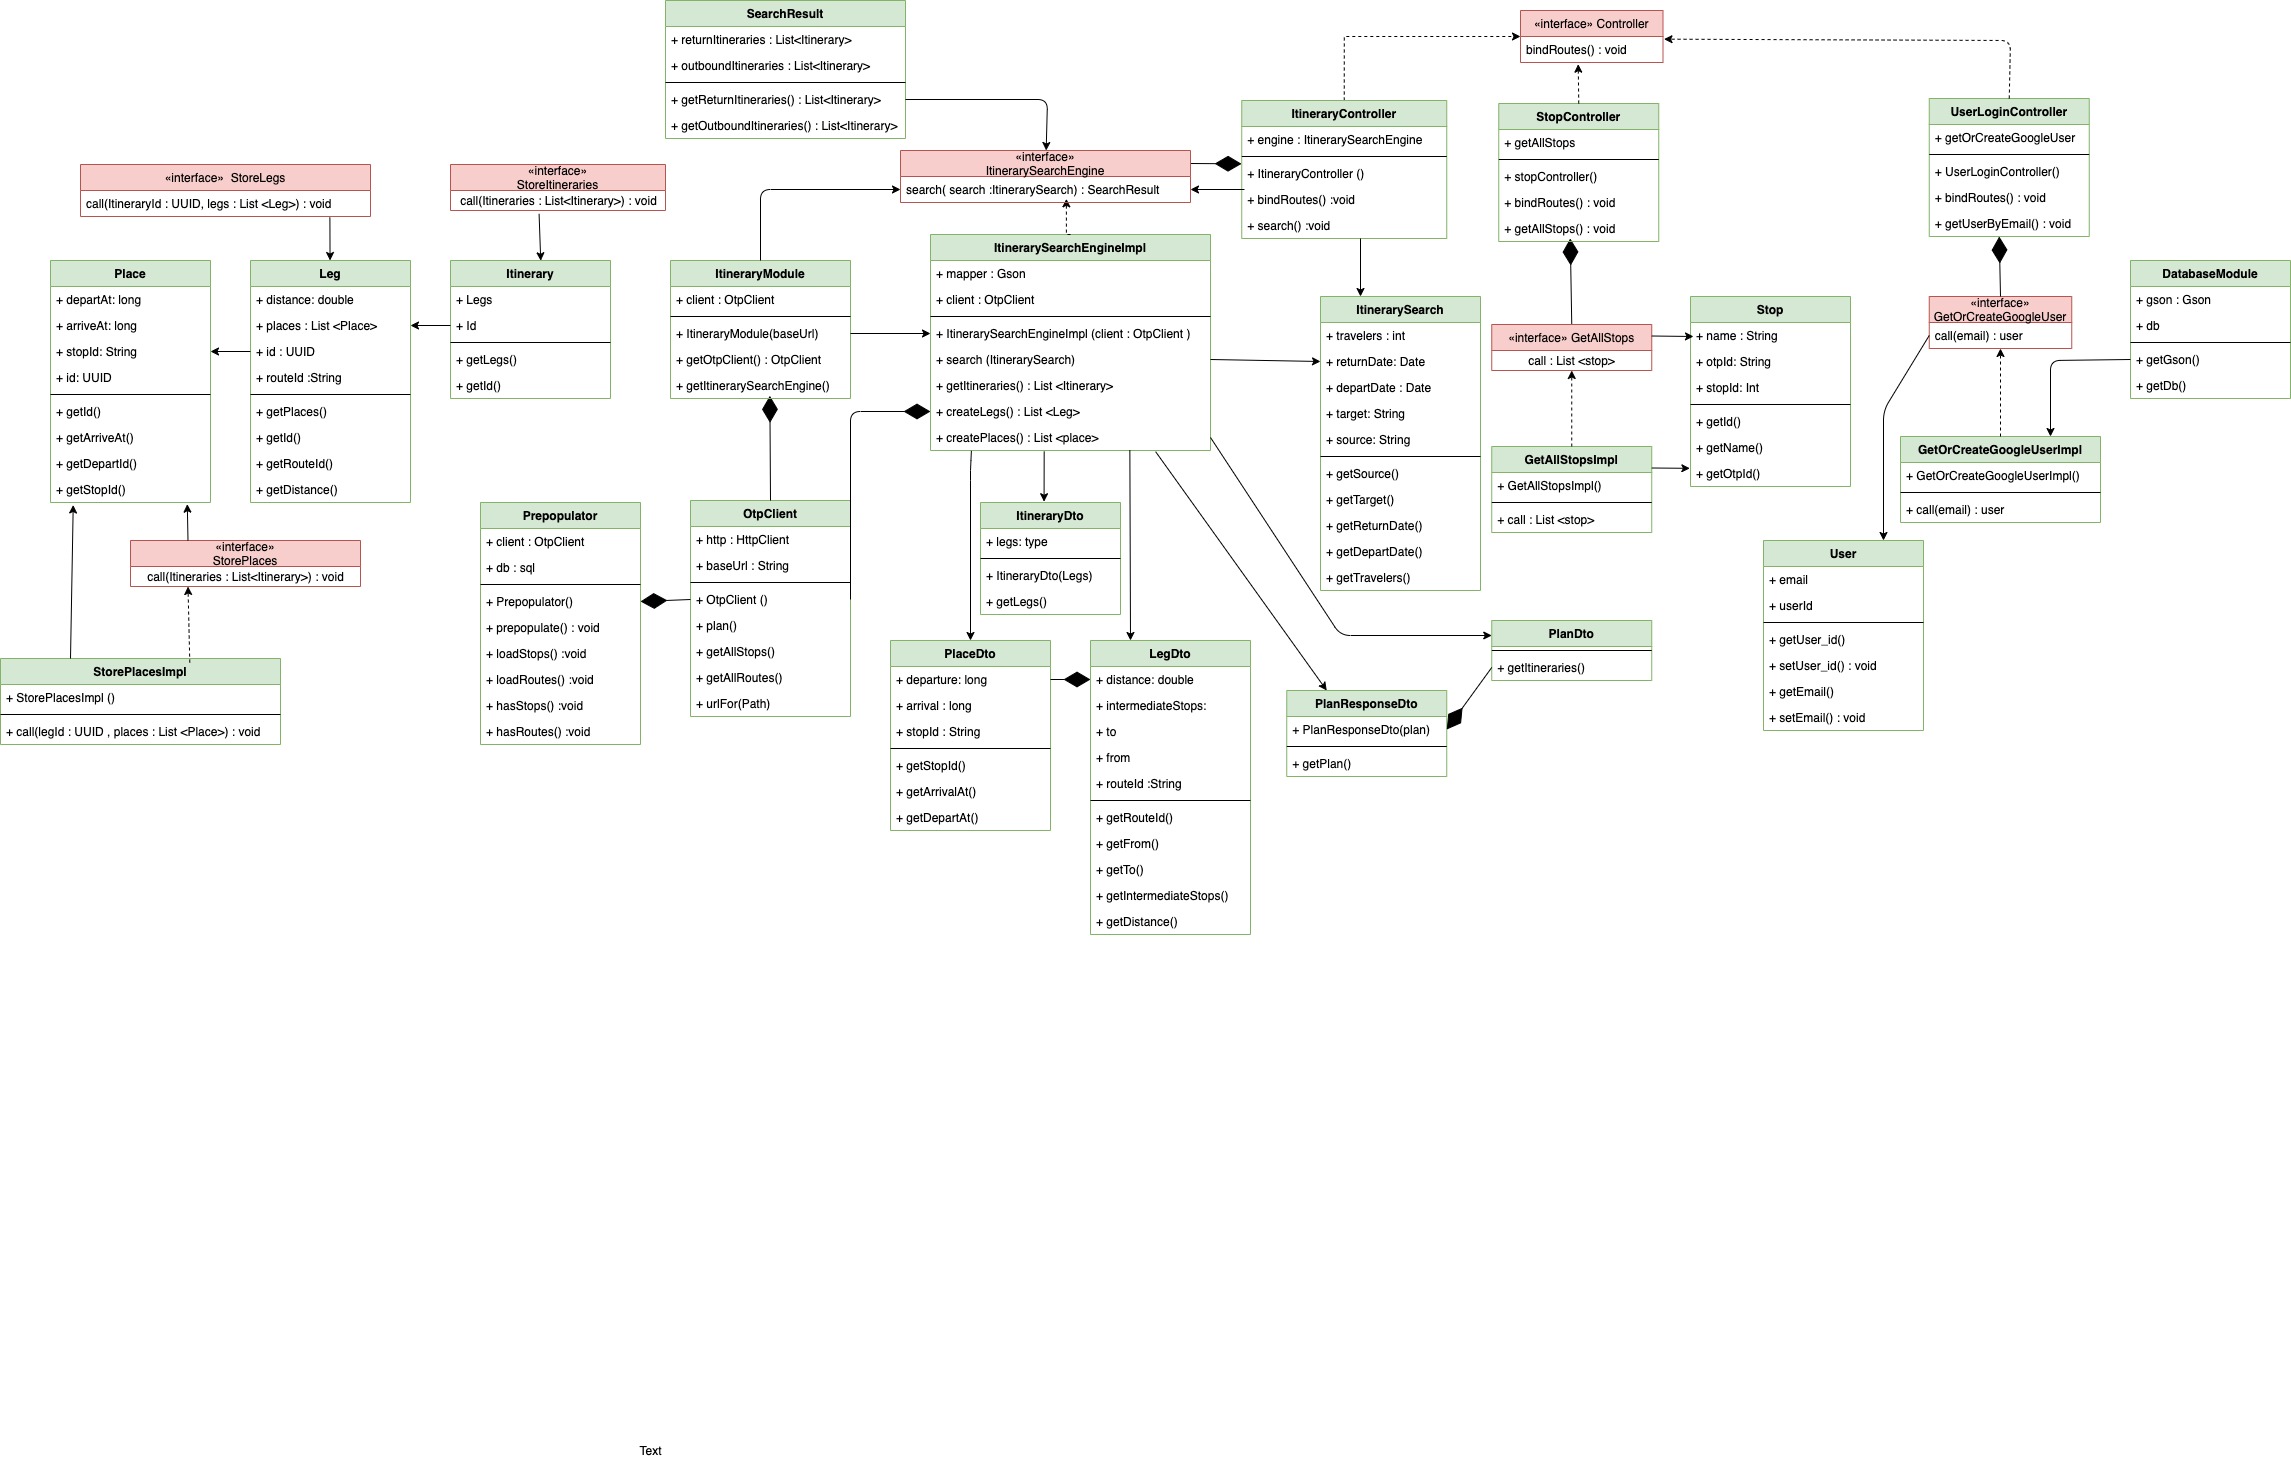 SearchResult
+ returnItineraries : List<Itinerary>
+ outboundItineraries : List<Itinerary>
+ getReturnItineraries() : List<Itinerary>
+ getOutboundItineraries() : List<Itinerary>
«interface» Controller
bindRoutes() : void
ItineraryController
+ engine : ItinerarySearchEngine
+ ItineraryController ()
+ bindRoutes() :void
+ search() :void
StopController
+ getAllStops
+ stopController()
+ bindRoutes() : void
+ getAllStops() : void
UserLoginController
+ getOrCreateGoogleUser
+ UserLoginController()
+ bindRoutes() : void
+ getUserByEmail() : void
«interface» StoreLegs
call(ItineraryId : UUID, legs : List <Leg>) : void
«interface»
StoreItineraries
call(Itineraries : List<Itinerary>) : void
«interface»
ItinerarySearchEngine
search( search :ItinerarySearch) : SearchResult
Place
+ departAt: long
+ arriveAt: long
+ stopId: String
+ id: UUID
+ getId()
+ getArriveAt()
+ getDepartId()
+ getStopId()
Leg
+ distance: double
+ places : List <Place>
+ id : UUID
+ routeId :String
+ getPlaces()
+ getId()
+ getRouteId()
+ getDistance()
Itinerary
+ Legs
+ Id
+ getLegs()
+ getId()
ItineraryModule
+ client : OtpClient
+ ItineraryModule(baseUrl)
+ getOtpClient() : OtpClient
+ getItinerarySearchEngine()
ItinerarySearchEngineImpl
+ mapper : Gson
+ client : OtpClient
+ ItinerarySearchEngineImpl (client : OtpClient )
+ search (ItinerarySearch)
+ getItineraries() : List <Itinerary>
+ createLegs() : List <Leg>
+ createPlaces() : List <place>
ItinerarySearch
+ travelers : int
+ returnDate: Date
+ departDate : Date
+ target: String
+ source: String
+ getSource()
+ getTarget()
+ getReturnDate()
+ getDepartDate()
+ getTravelers()
«interface» GetAllStops
call : List <stop>
Stop
+ name : String
+ otpId: String
+ stopId: Int
+ getId()
+ getName()
+ getOtpId()
«interface»
GetOrCreateGoogleUser
call(email) : user
DatabaseModule
+ gson : Gson
+ db
+ getGson()
+ getDb()
GetAllStopsImpl
+ GetAllStopsImpl()
+ call : List <stop>
GetOrCreateGoogleUserImpl
+ GetOrCreateGoogleUserImpl()
+ call(email) : user
«interface»
StorePlaces
call(Itineraries : List<Itinerary>) : void
StorePlacesImpl
+ StorePlacesImpl ()
+ call(legId : UUID , places : List <Place>) : void
Prepopulator
+ client : OtpClient
+ db : sql
+ Prepopulator()
+ prepopulate() : void
+ loadStops() :void
+ loadRoutes() :void
+ hasStops() :void
+ hasRoutes() :void
OtpClient
+ http : HttpClient
+ baseUrl : String
+ OtpClient ()
+ plan()
+ getAllStops()
+ getAllRoutes()
+ urlFor(Path)
ItineraryDto
+ legs: type
+ ItineraryDto(Legs)
+ getLegs()
PlaceDto
+ departure: long
+ arrival : long
+ stopId : String
+ getStopId()
+ getArrivalAt()
+ getDepartAt()
LegDto
+ distance: double
+ intermediateStops:
+ to
+ from
+ routeId :String
+ getRouteId()
+ getFrom()
+ getTo()
+ getIntermediateStops()
+ getDistance()
PlanResponseDto
+ PlanResponseDto(plan)
+ getPlan()
PlanDto
+ getItineraries()
User
+ email
+ userId
+ getUser_id()
+ setUser_id() : void
+ getEmail()
+ setEmail() : void
Text